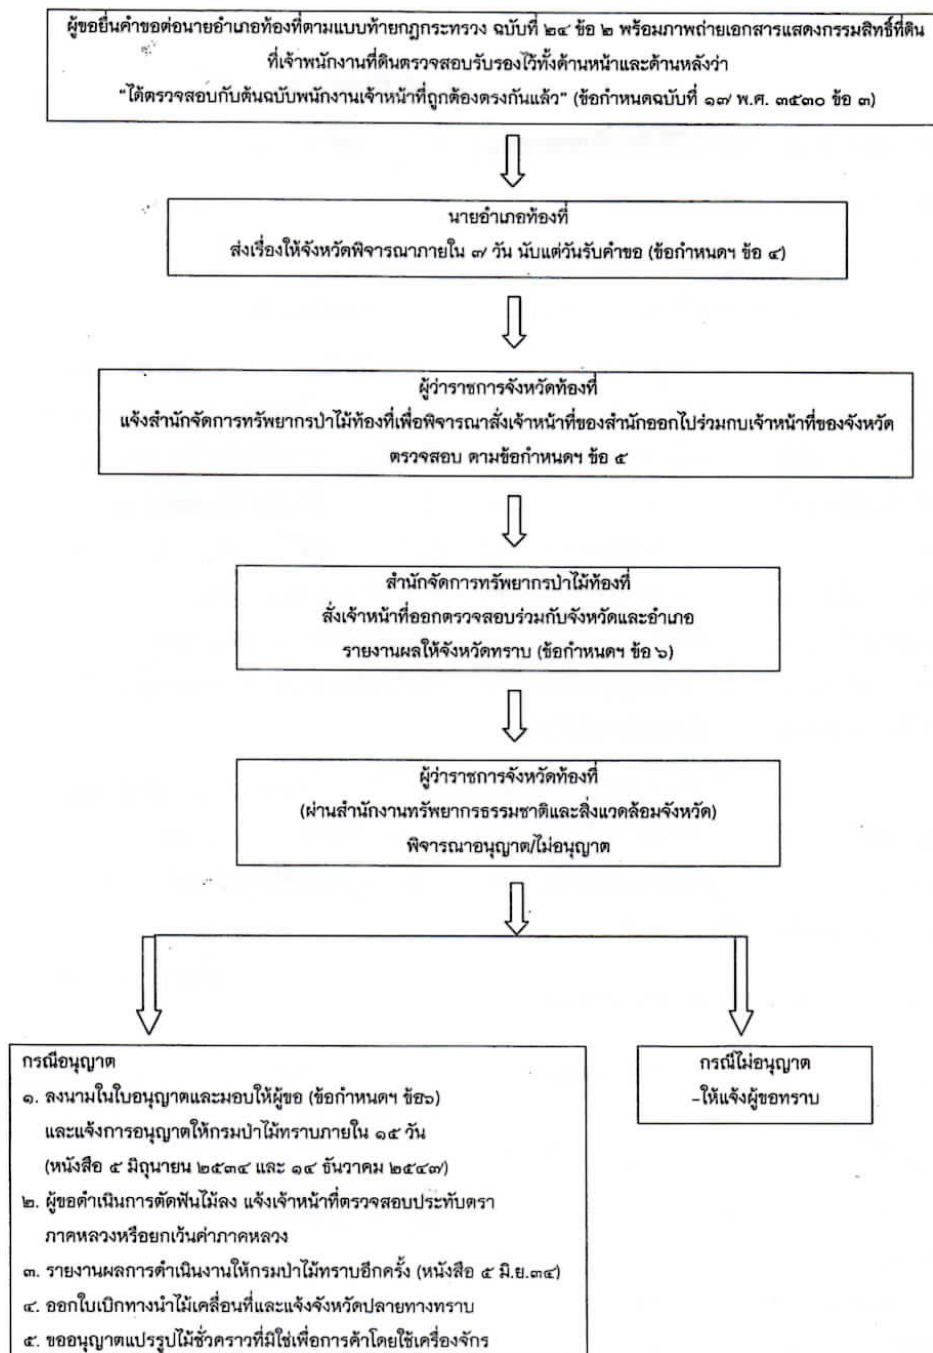 ผู้ขอยื่นคำขอต่อนายอำเภอท้องที่ตามแบบท้ายกฎกระทรวง ฉบับที่ ๒๔ ข้อ ๒ พร้อมภาพถ่ายเอกสารแสดงกรรมสิทธิ์ที่ดิน
ที่เจ้าพนักงานที่ดินตรวจสอบรับรองไว้ทั้งด้านหน้าและด้านหลังว่า
"ได้ตรวจสอบกับต้นฉบับพนักงานเจ้าหน้าที่ถูกต้องตรงกันแล้ว" (ข้อกำหนดฉบับที่ ๑๗ พ.ศ. ๓๕๓๐ ข้อ ๓)
นายอำเภอท้องที่
ส่งเรื่องให้จังหวัดพิจารณาภายใน ๗ วัน นับแต่วันรับคำขอ (ข้อกำหนดฯ ข้อ ๔)
ผู้ว่าราชการจังหวัดท้องที่
แจ้งสำนักจัดการทรัพยากรป่าไม้ท้องที่เพื่อพิจารณาสั่งเจ้าหน้าที่ของสำนักออกไปร่วมกบเจ้าหน้าที่ของจังหวัด
ตรวจสอบ ตามข้อกำหนดฯ ข้อ ๕
สำนักจัดการทรัพยากรป่าไม้ท้องที่
สั่งเจ้าหน้าที่ออกตรวจสอบร่วมกับจังหวัดและอำเภอ
รายงานผลให้จังหวัดทราบ (ข้อกำหนดฯ ข้อ ๖)
ผู้ว่าราชการจังหวัดท้องที่
(ผ่านสำนักงานทรัพยากรธรรมชาติและสิ่งแวดล้อมจังหวัด)
พิจารณาอนุญาต/ไม่อนุญาต
กรณีอนุญาต
๑. ลงนามในใบอนุญาตและมอบให้ผู้ขอ (ข้อกำหนดฯ ข้อ๖)
และแจ้งการอนุญาตให้กรมป่าไม้ทราบภายใน ๑๕ วัน
(หนังสือ ๕ มิถุนายน ๒๕๓๔ และ ๑๔ ธันวาคม ๒๕๔๗)
๒. ผู้ขอดำเนินการตัดฟันไม้ลง แจ้งเจ้าหน้าที่ตรวจสอบประทับตรา
ภาคหลวงหรือยกเว้นค่าภาคหลวง
๓. รายงานผลการดำเนินงานให้กรมป่าไม้ทราบอีกครั้ง (หนังสือ ๕ มิ.ย.๓๔)
๔. ออกใบเบิกทางนำไม้เคลื่อนที่และแจ้งจังหวัดปลายทางทราบ
๕. ขออนุญาตแปรรูปไม้ชั่วคราวที่มิใช่เพื่อการค้าโดยใช้เครื่องจักร
กรณีไม่อนุญาต
-ให้แจ้งผู้ขอทราบ